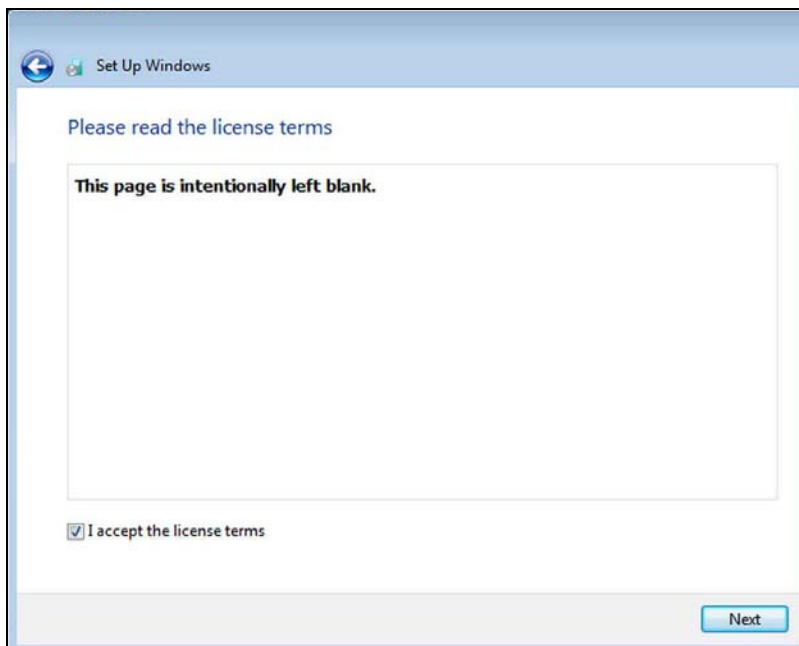 Set Up Windows
Please read the license terms
This page is intentionally left blank.
I accept the license terms
Next